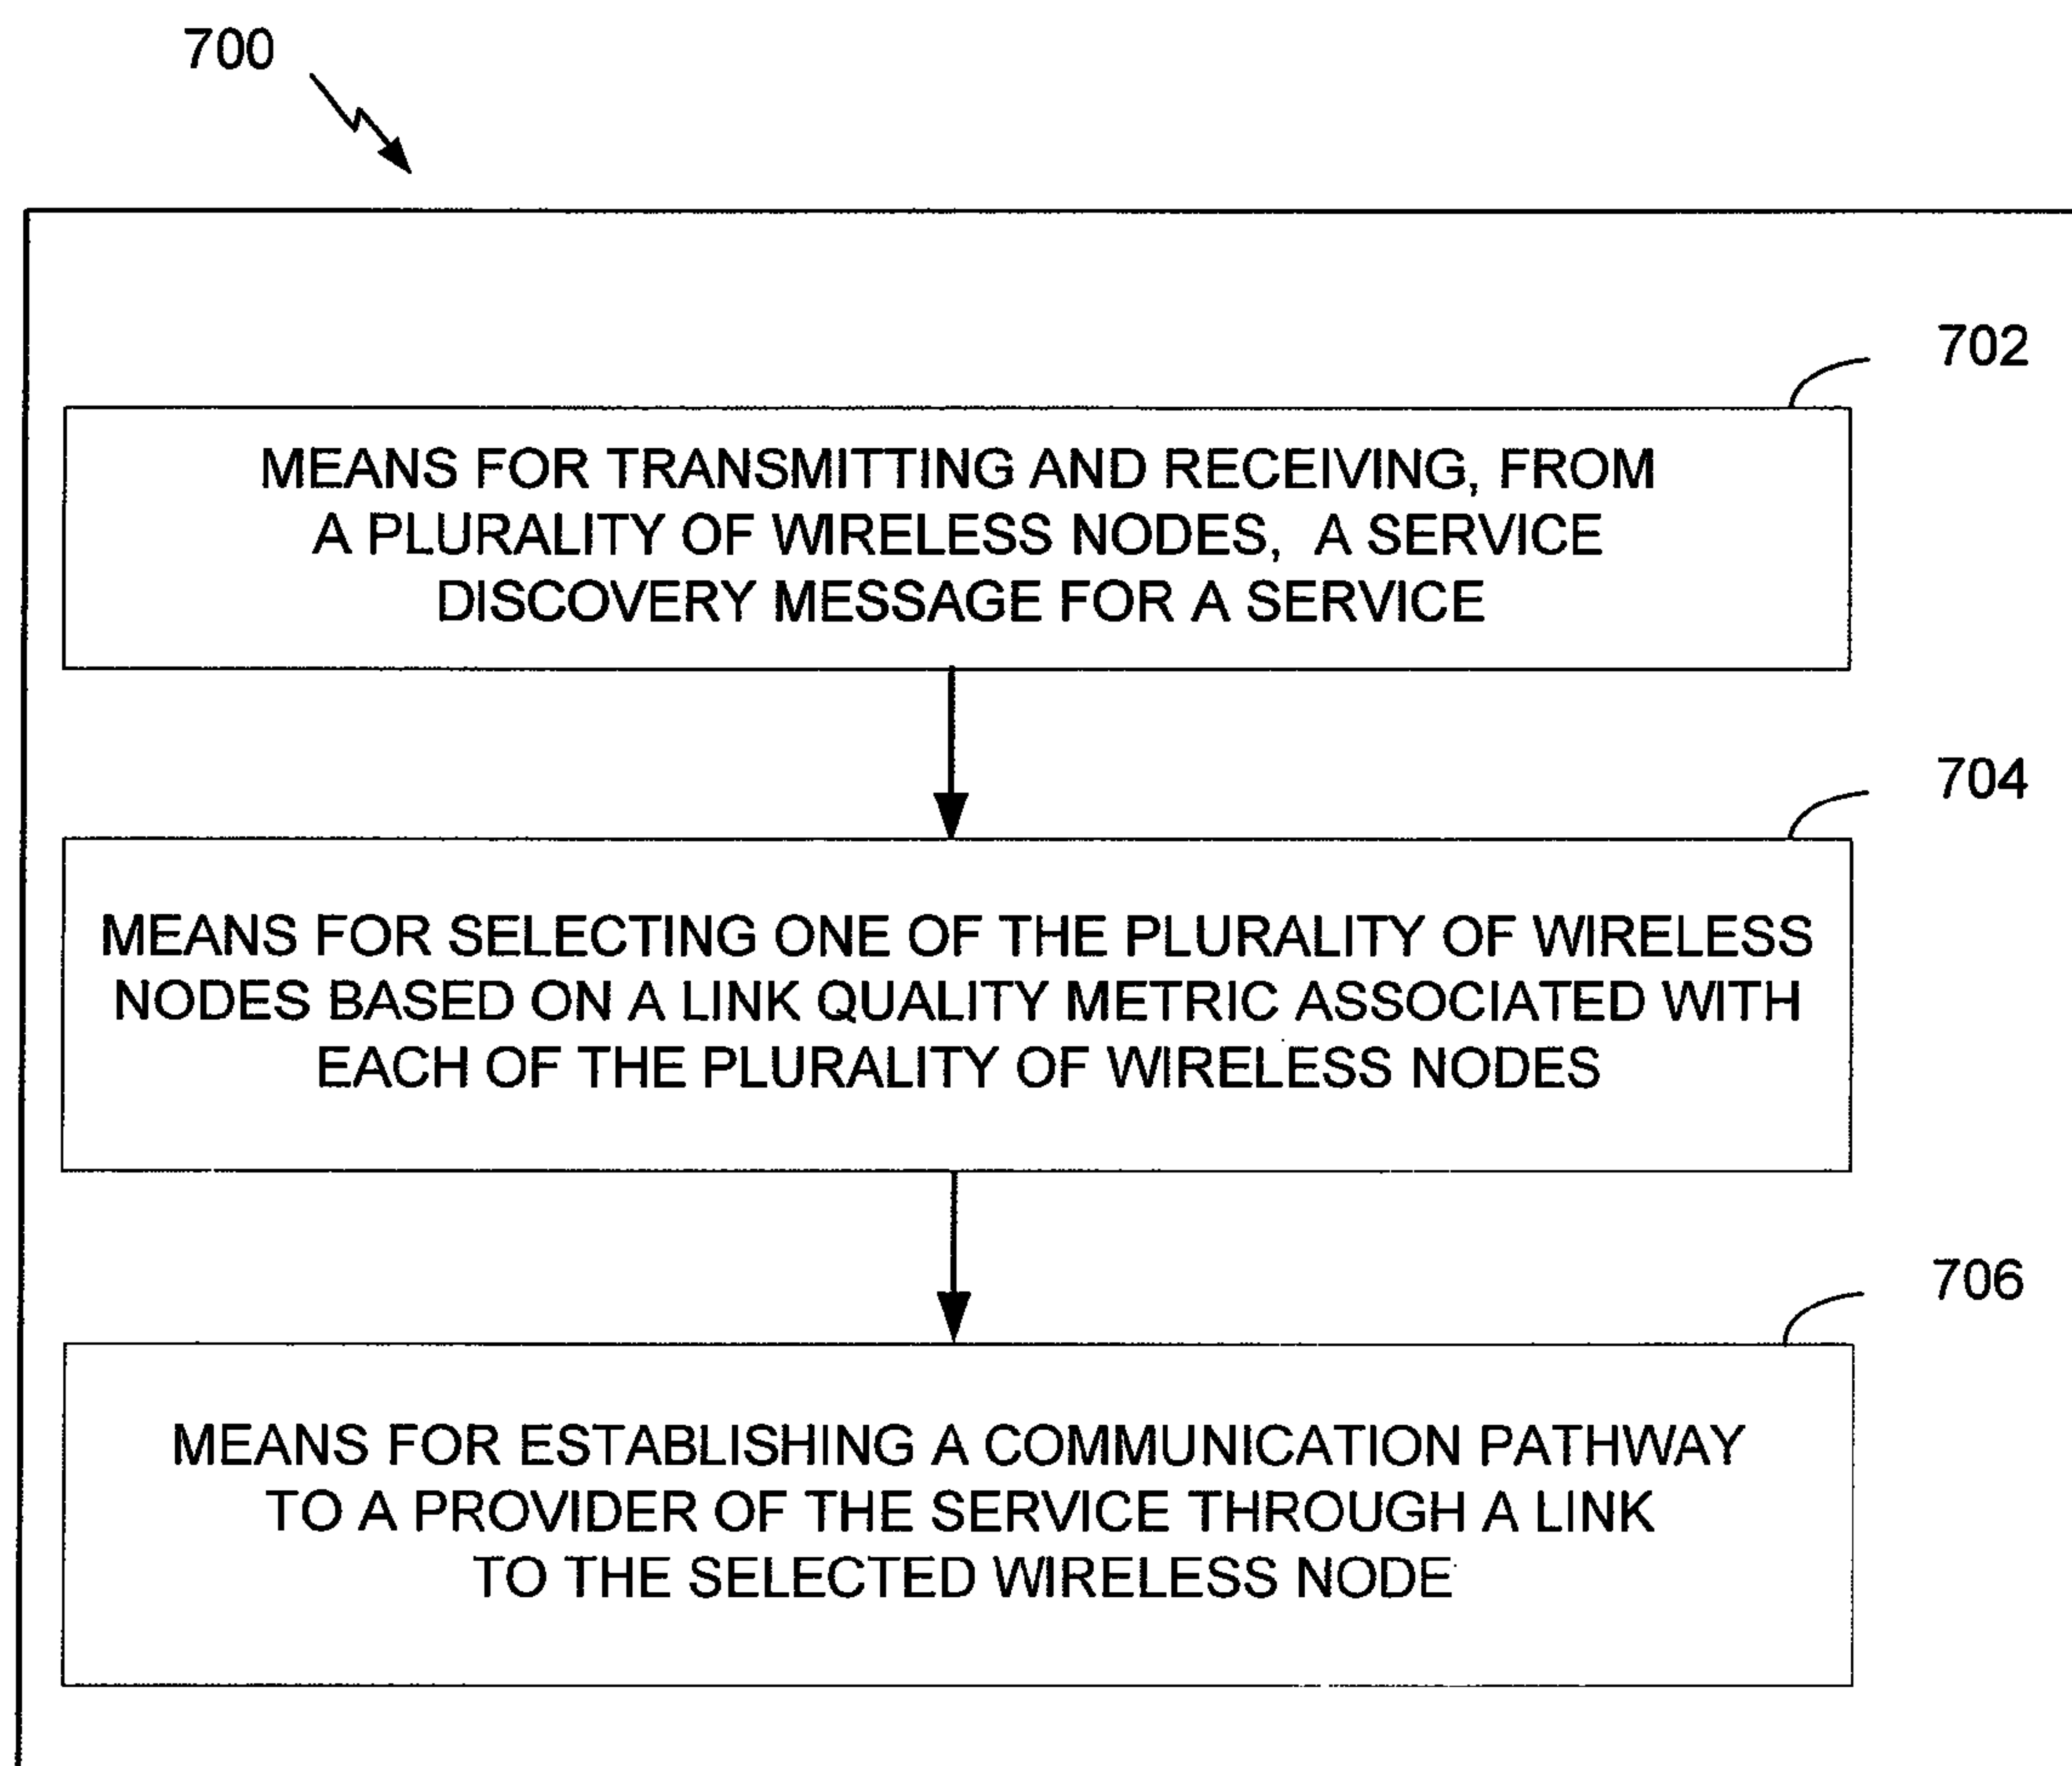 700
702
MEANS FOR TRANSMITTING AND RECEIVING, FROM
A PLURALITY OF WIRELESS NODES, A SERVICE
DISCOVERY MESSAGE FOR A SERVICE
704
MEANS FOR SELECTING ONE OF THE PLURALITY OF WIRELESS
NODES BASED ON A LINK QUALITY METRIC ASSOCIATED WITH
EACH OF THE PLURALITY OF WIRELESS NODES
706
MEANS FOR ESTABLISHING A COMMUNICATION PATHWAY
TO A PROVIDER OF THE SERVICE THROUGH A LINK
TO THE SELECTED WIRELESS NODE